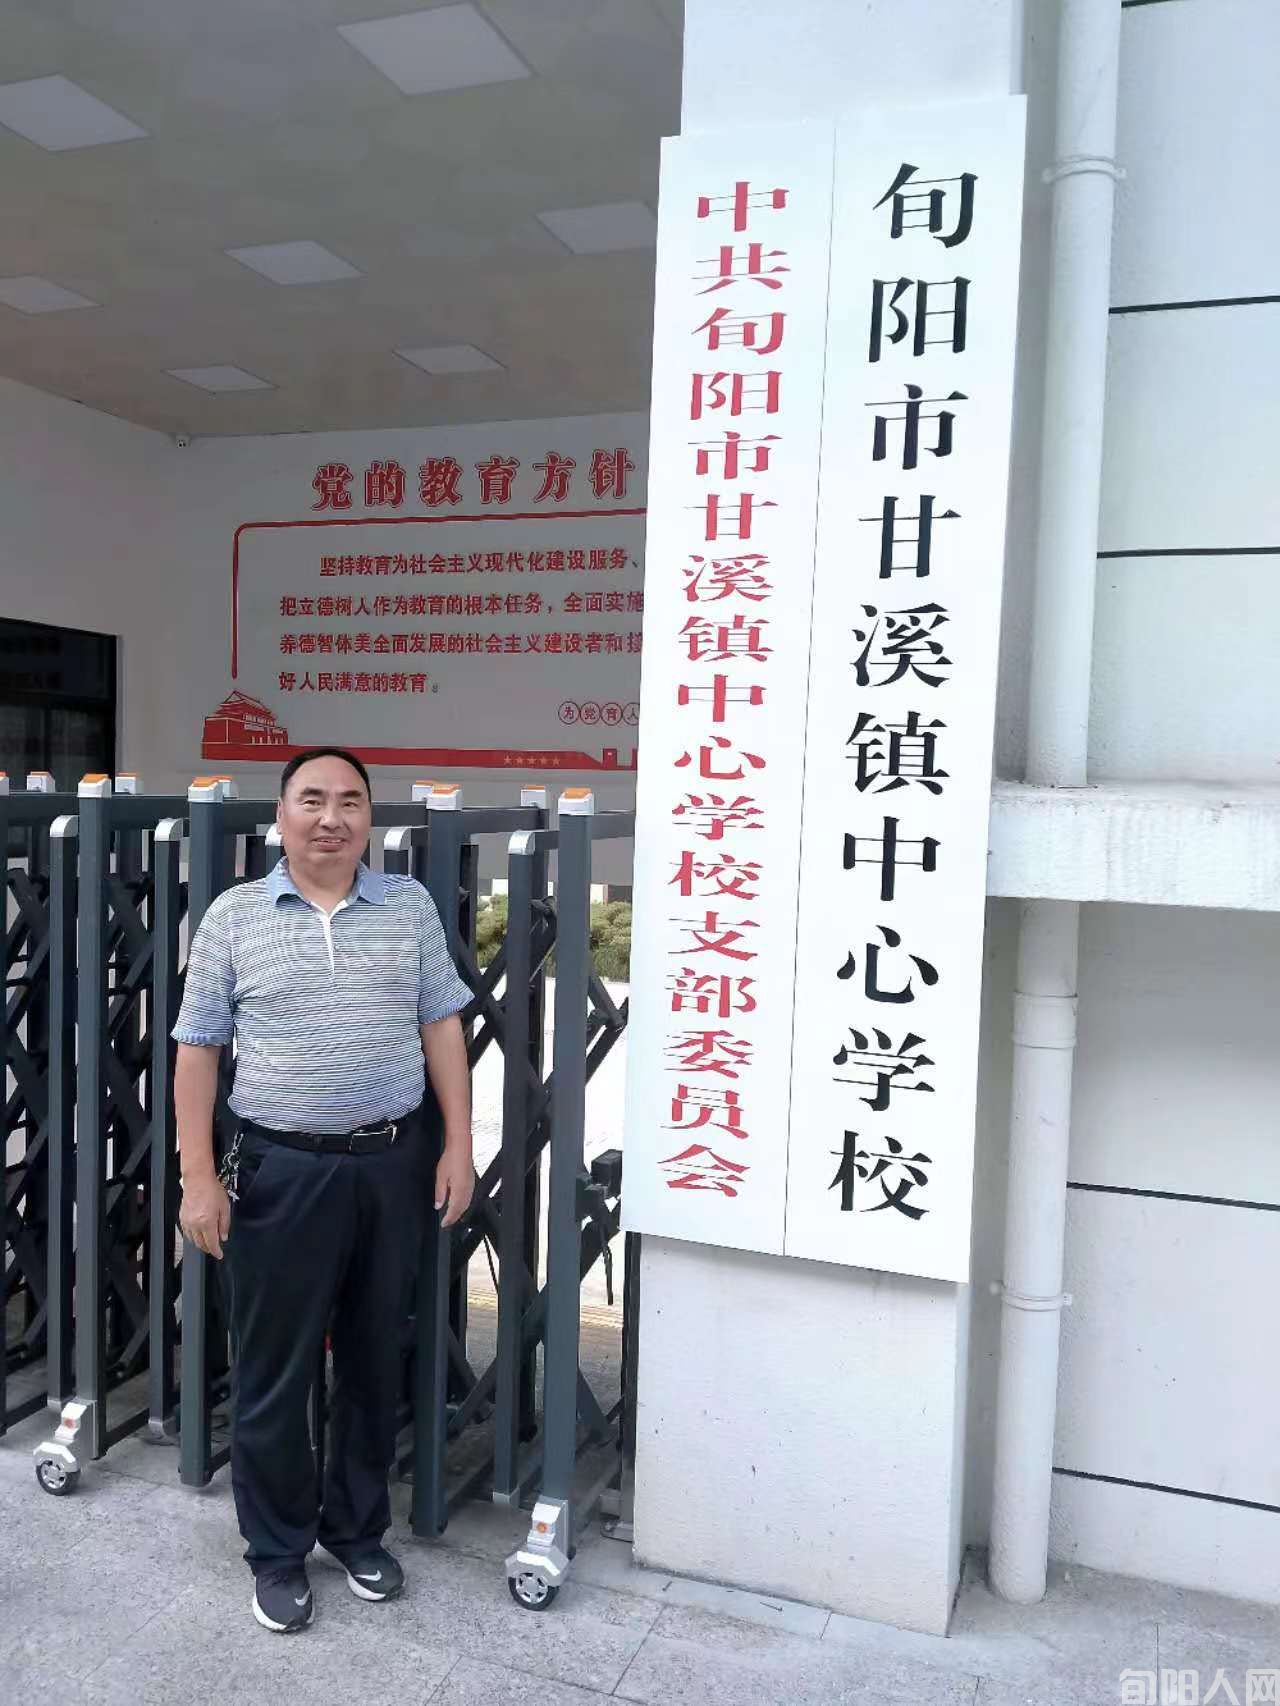 旬阳市甘溪镇中心学校
中共旬阳市甘溪镇中心学校支部委员会
党的教育方针
坚持教育为社会主义现代化建设服务、
把立德树人作为教育的根本任务，全面实施
养德智体美全面发展的社会主义建设者和接
好人民满意的教育。
为党育人
旬阳人网